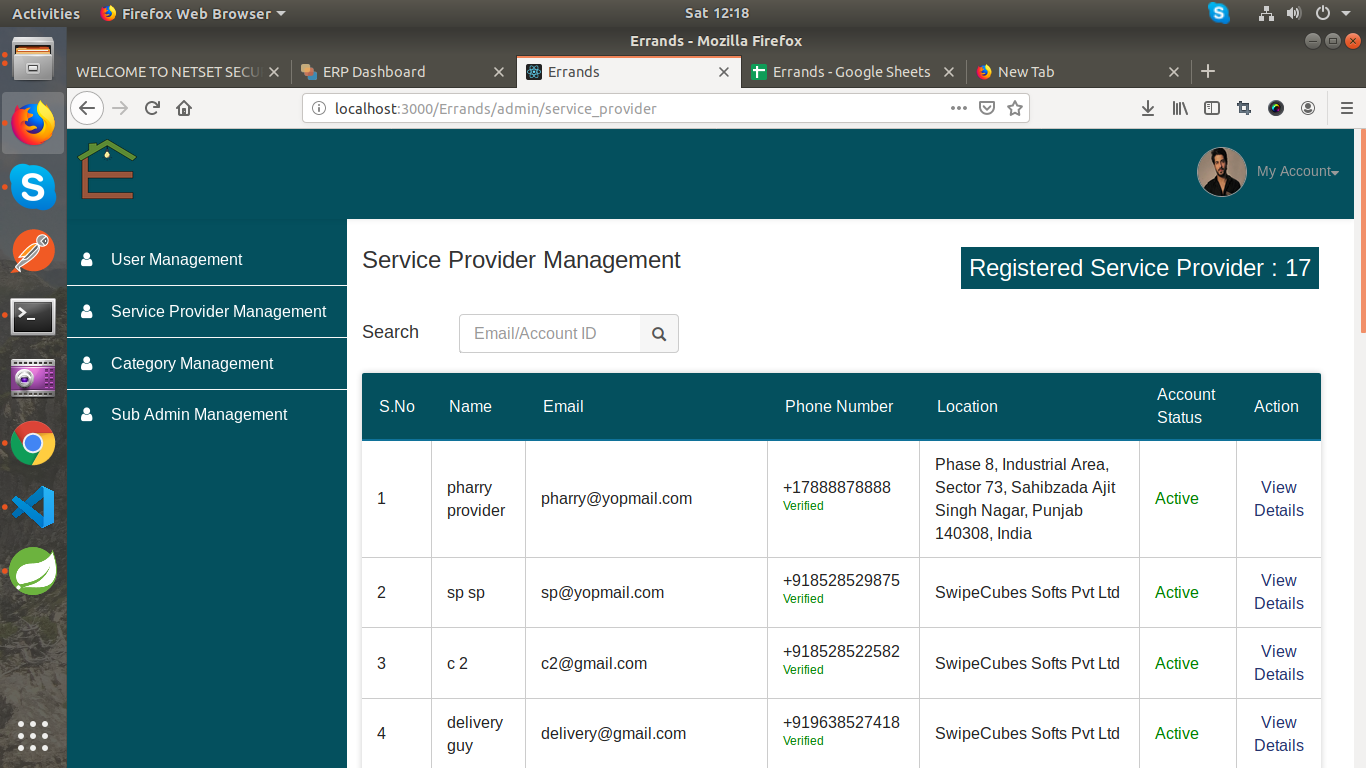 Activities
Firefox Web Browser
Sat 12:18
Errands - Mozilla Firefox
WELCOME TO NETSET SECU
ERP Dashboard
Errands
Errands - Google Sheets
New Tab
localhost:3000/Errands/admin/service_provider
My Account
User Management
Service Provider Management
Category Management
Sub Admin Management
Service Provider Management
Registered Service Provider : 17
Search
Email/Account ID
S.No
Name
Email
Phone Number
Location
Account
Status
Action
1
pharry
provider
pharry@yopmail.com
+17888878888
Verified
Phase 8, Industrial Area,
Sector 73, Sahibzada Ajit
Singh Nagar, Punjab
140308, India
Active
View
Details
2
sp sp
sp@yopmail.com
+918528529875
Verified
SwipeCubes Softs Pvt Ltd
Active
View
Details
3
c 2
c2@gmail.com
+918528522582
Verified
SwipeCubes Softs Pvt Ltd
Active
View
Details
4
delivery
guy
delivery@gmail.com
+919638527418
Verified
SwipeCubes Softs Pvt Ltd
Active
View
Details